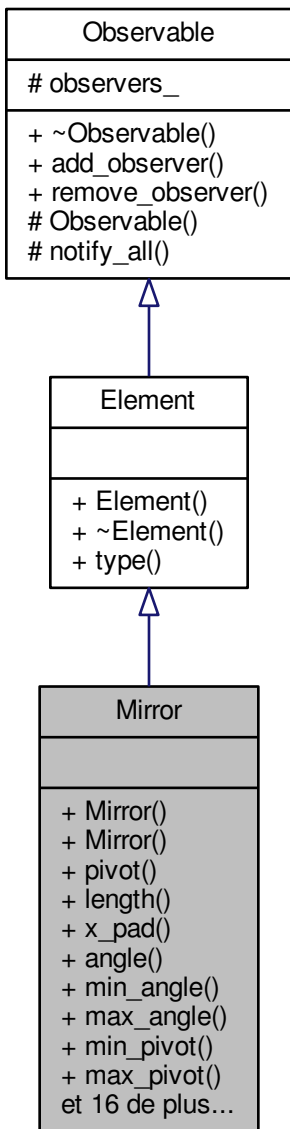 Observable
# observers_
+ ~Observable()
+ add_observer()
+ remove_observer()
# Observable()
# notify_all()
Element
+ Element()
+ ~Element()
+ type()
Mirror
+ Mirror()
+ Mirror()
+ pivot()
+ length()
+ x_pad()
+ angle()
+ min_angle()
+ max_angle()
+ min_pivot()
+ max_pivot()
et 16 de plus...